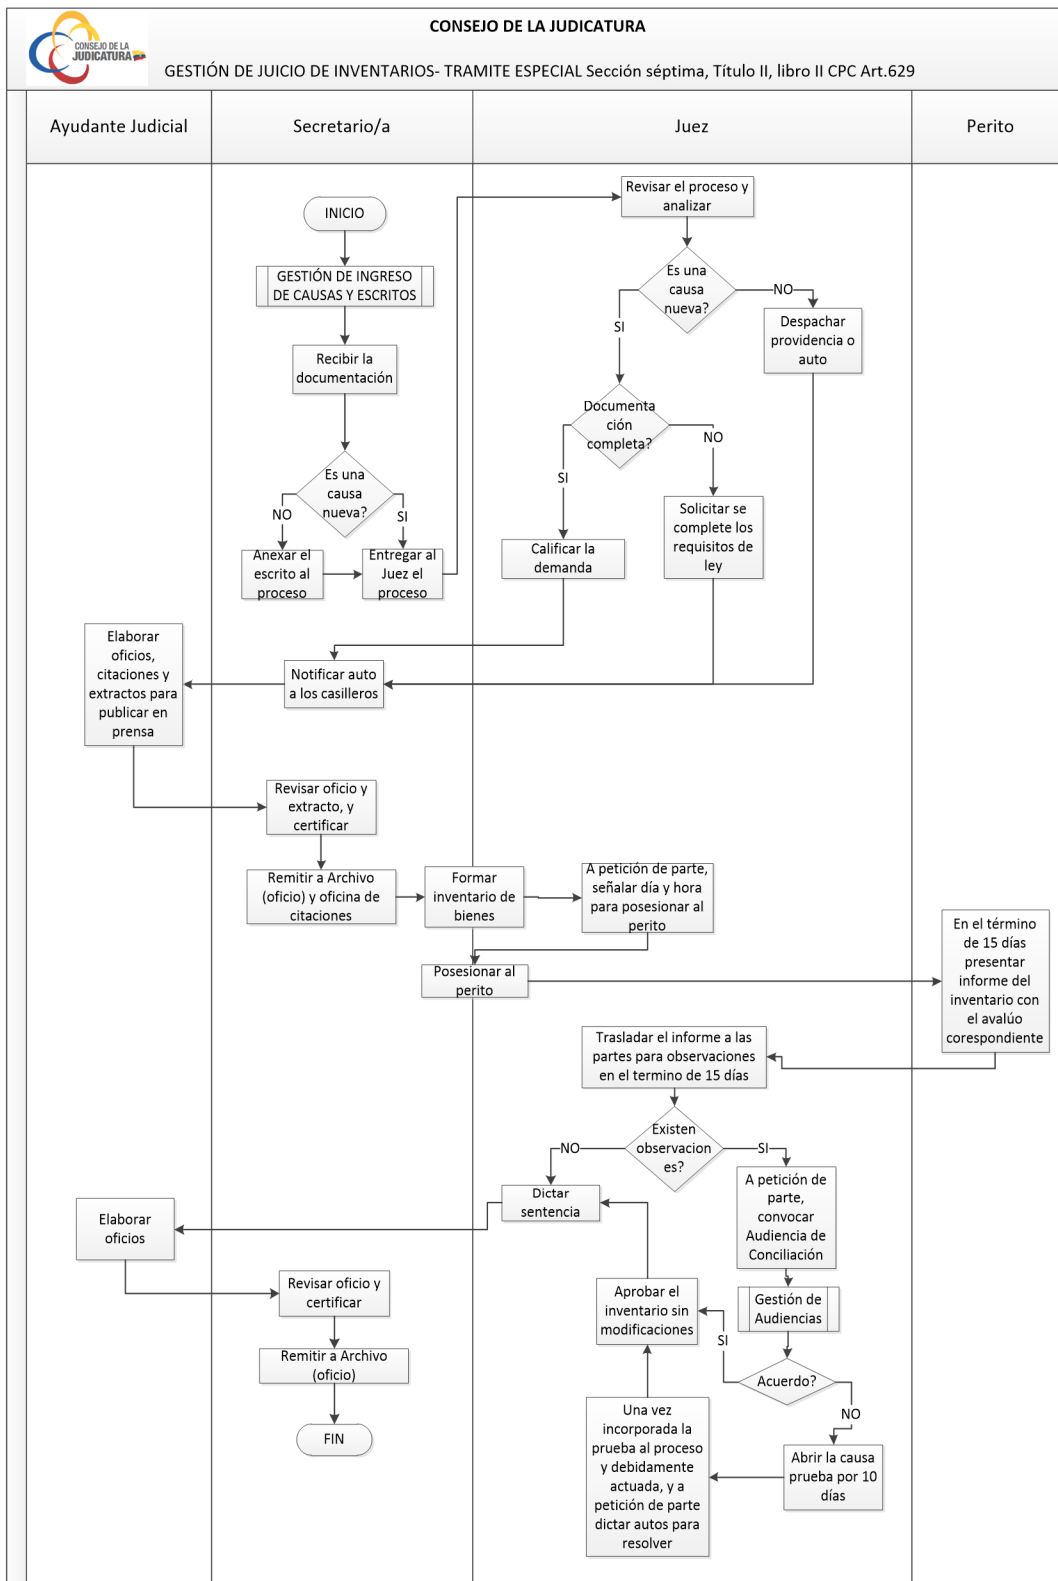 CONSEJO DE LA JUDICATURA
CONSEJO DE LA
JUDICATURA
GESTIÓN DE JUICIO DE INVENTARIOS- TRAMITE ESPECIAL Sección séptima, Título II, libro II CPC Art.629
Ayudante Judicial
Secretario/a
Juez
Perito
INICIO
GESTIÓN DE INGRESO
DE CAUSAS Y ESCRITOS
Recibir la
documentación
Es una
causa
nueva?
NO
SI
Anexar el
escrito al
proceso
Entregar al
Juez el
proceso
Revisar el proceso y
analizar
Es una
causa
nueva?
NO
SI
Despachar
providencia o
auto
Documenta
ción
completa?
NO
SI
Solicitar se
complete los
requisitos de
ley
Calificar la
demanda
Notificar auto
a los casilleros
Elaborar
oficios,
citaciones y
extractos para
publicar en
prensa
Revisar oficio y
extracto, y
certificar
Remitir a Archivo
(oficio) y oficina de
citaciones
Formar
inventario de
bienes
A petición de parte,
señalar día y hora
para posesionar al
perito
Posesionar al
perito
En el término
de 15 días
presentar
informe del
inventario con
el avalúo
corespondiente
Trasladar el informe a las
partes para observaciones
en el termino de 15 días
Existen
observacion
es?
NO
SI
Dictar
sentencia
A petición de
parte,
convocar
Audiencia de
Conciliación
Gestión de
Audiencias
Acuerdo?
SI
NO
Aprobar el
inventario sin
modificaciones
Abrir la causa
prueba por 10
días
Una vez
incorporada la
prueba al proceso
y debidamente
actuada, y a
petición de parte
dictar autos para
resolver
Elaborar
oficios
Revisar oficio y
certificar
Remitir a Archivo
(oficio)
FIN